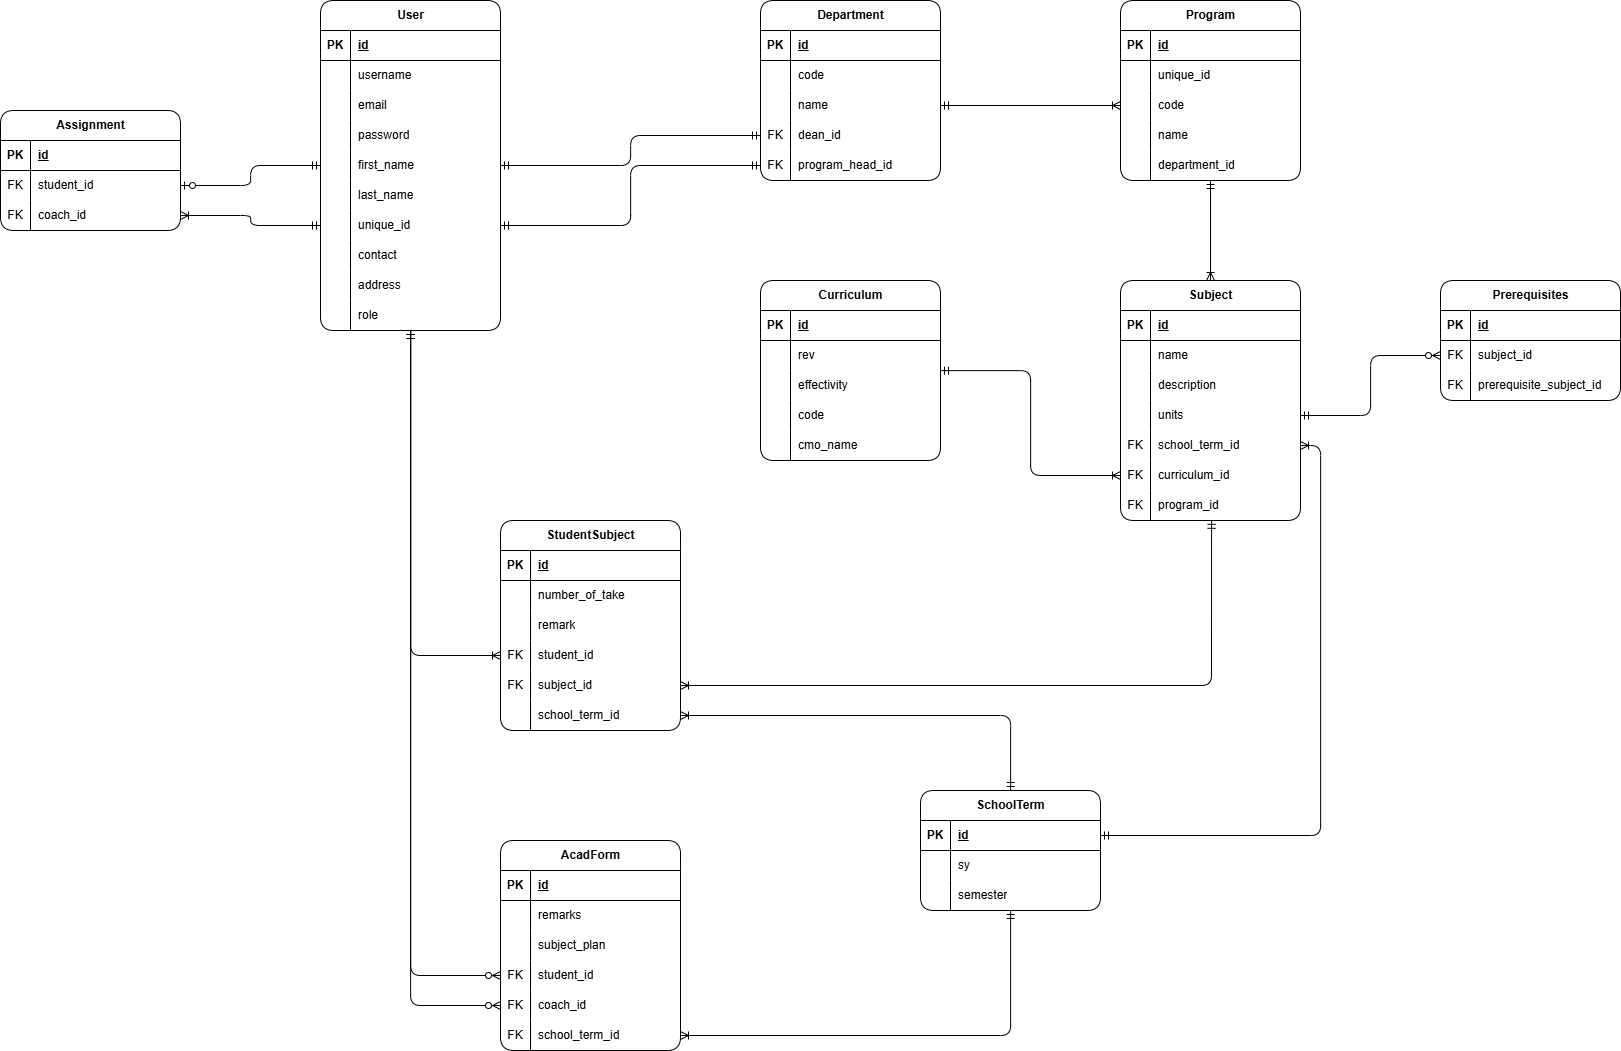 User
PK id
username
email
password
first_name
last_name
unique_id
contact
address
role
Department
PK id
code
name
FK dean_id
FK program_head_id
Program
PK id
unique_id
code
name
department_id
Assignment
PK id
FK student_id
FK coach_id
Curriculum
PK id
rev
effectivity
code
cmo_name
Subject
PK id
name
description
units
FK school_term_id
FK curriculum_id
FK program_id
Prerequisites
PK id
FK subject_id
FK prerequisite_subject_id
StudentSubject
PK id
number_of_take
remark
FK student_id
FK subject_id
school_term_id
SchoolTerm
PK id
sy
semester
AcadForm
PK id
remarks
subject_plan
FK student_id
FK coach_id
FK school_term_id